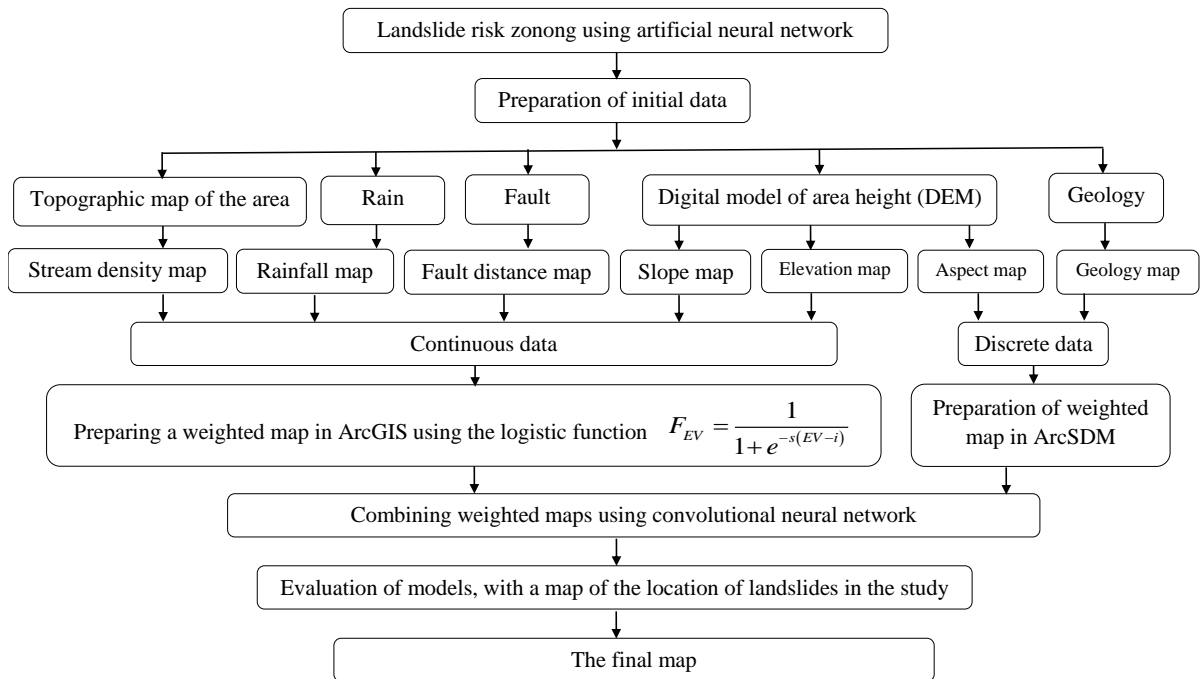 Landslide risk zonong using artificial neural network
Preparation of initial data
Topographic map of the area
Rain
Fault
Digital model of area height (DEM)
Geology
Stream density map
Rainfall map
Fault distance map
Slope map
Elevation map
Aspect map
Geology map
Continuous data
Discrete data
Preparing a weighted map in ArcGIS using the logistic function F_{EV} = \frac{1}{1+e^{-s(EV-i)}}
Preparation of weighted
map in ArcSDM
Combining weighted maps using convolutional neural network
Evaluation of models, with a map of the location of landslides in the study
The final map